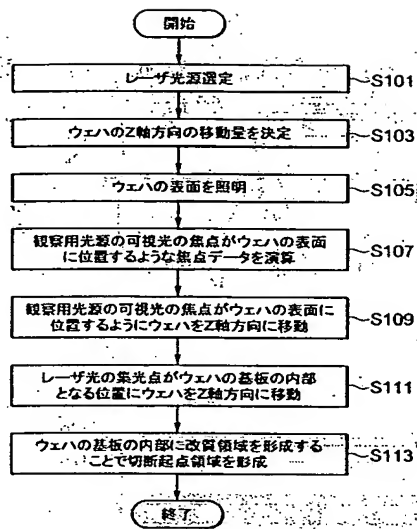 開始
レーザ光源選定
S101
ウェハのZ軸方向の移動量を決定
S103
ウェハの表面を照明
S105
観察用光源の可視光の焦点がウェハの表面
に位置するような焦点データを演算
S107
観察用光源の可視光の焦点がウェハの表面に
位置するようにウェハをZ軸方向に移動
S109
レーザ光の集光点がウェハの基板の内部
となる位置にウェハをZ軸方向に移動
S111
ウェハの基板の内部に改質領域を形成する
ことで切断起点領域を形成
S113
終了